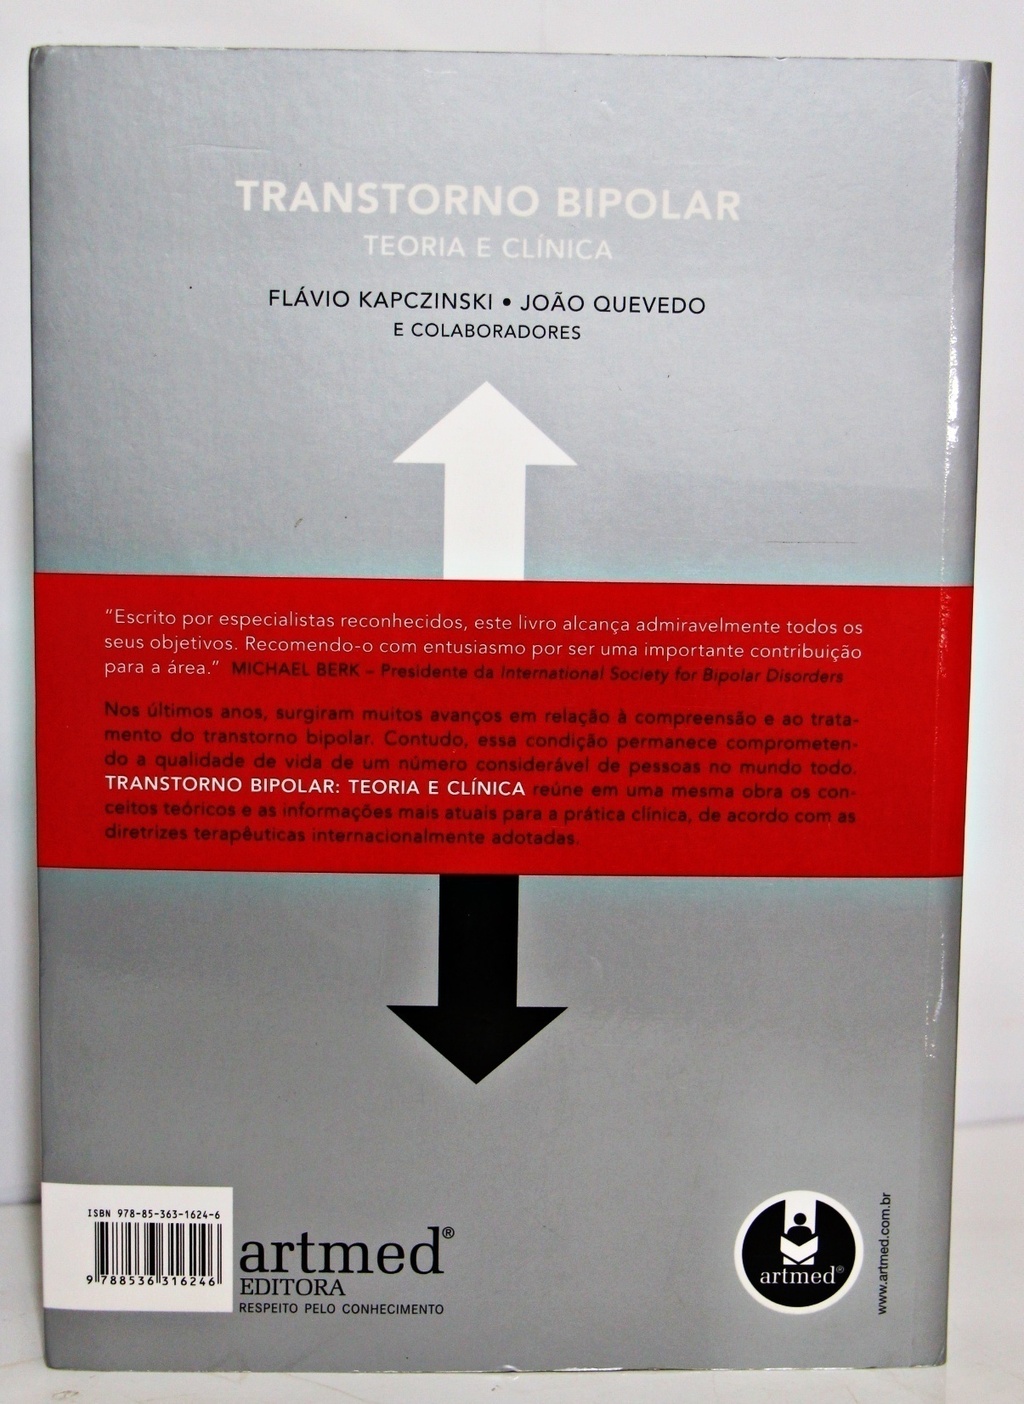 TRANSTORNO BIPOLAR
TEORIA E CLÍNICA
FLÁVIO KAPCZINSKI • JOÃO QUEVEDO
E COLABORADORES
"Escrito por especialistas reconhecidos, este livro alcança admiravelmente todos os
seus objetivos. Recomendo-o com entusiasmo por ser uma importante contribuição
para a área." MICHAEL BERK – Presidente da International Society for Bipolar Disorders
Nos últimos anos, surgiram muitos avanços em relação à compreensão e ao trata-
mento do transtorno bipolar. Contudo, essa condição permanece comprometen-
do a qualidade de vida de um número considerável de pessoas no mundo todo.
TRANSTORNO BIPOLAR: TEORIA E CLÍNICA reúne em uma mesma obra os con-
ceitos teóricos e as informações mais atuais para a prática clínica, de acordo com as
diretrizes terapêuticas internacionalmente adotadas.
ISBN 978-85-363-1624-6
9 788536 316246
artmed®
EDITORA
RESPEITO PELO CONHECIMENTO
artmed®
www.artmed.com.br